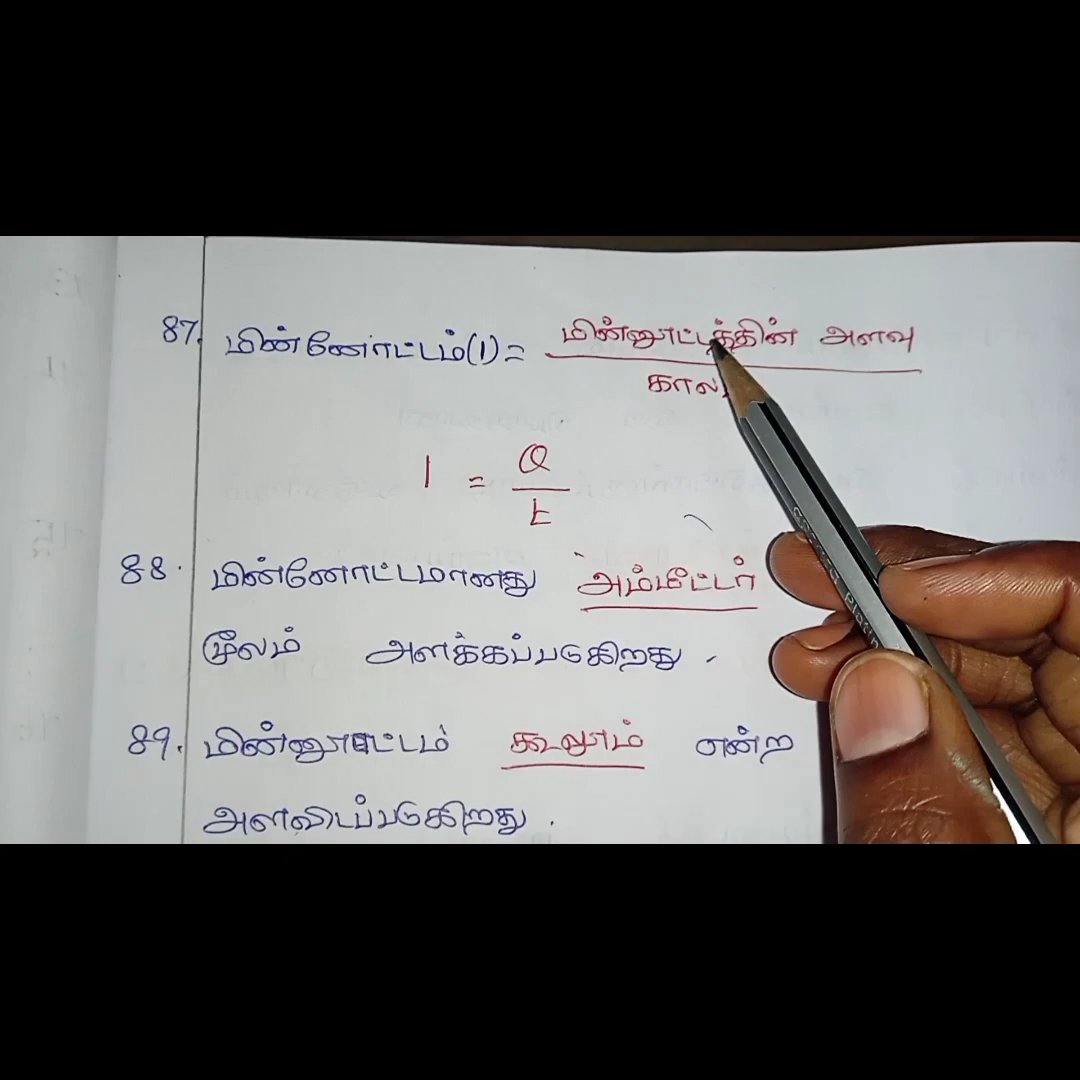 87. மின்னோட்டம்(I) = மின்னூட்டத்தின் அளவு
I = Q
t
88. மின்னோட்டமானது அம்மீட்டர்
மூலம் அளக்கப்படுகிறது.
89. மின்னூட்டம் கூலூம் என்ற
அளவிடப்படுகிறது.